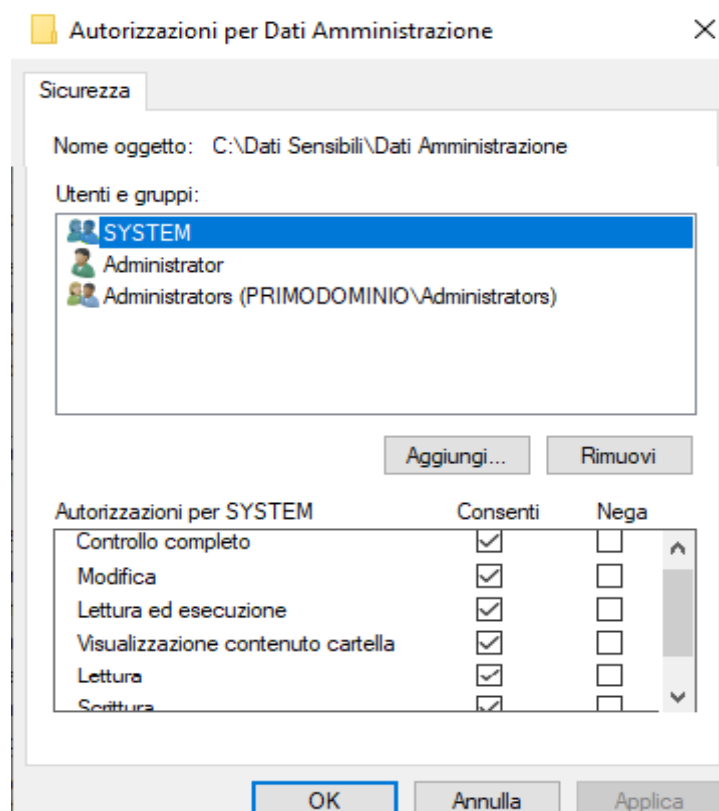 Autorizzazioni per Dati Amministrazione
Sicurezza
Nome oggetto: C:\Dati Sensibili\Dati Amministrazione
Utenti e gruppi:
SYSTEM
Administrator
Administrators (PRIMODOMINIO\Administrators)
Aggiungi... Rimuovi
Autorizzazioni per SYSTEM Consenti Nega
Controllo completo
Modifica
Lettura ed esecuzione
Visualizzazione contenuto cartella
Lettura
Scrittura
OK Annulla Applica